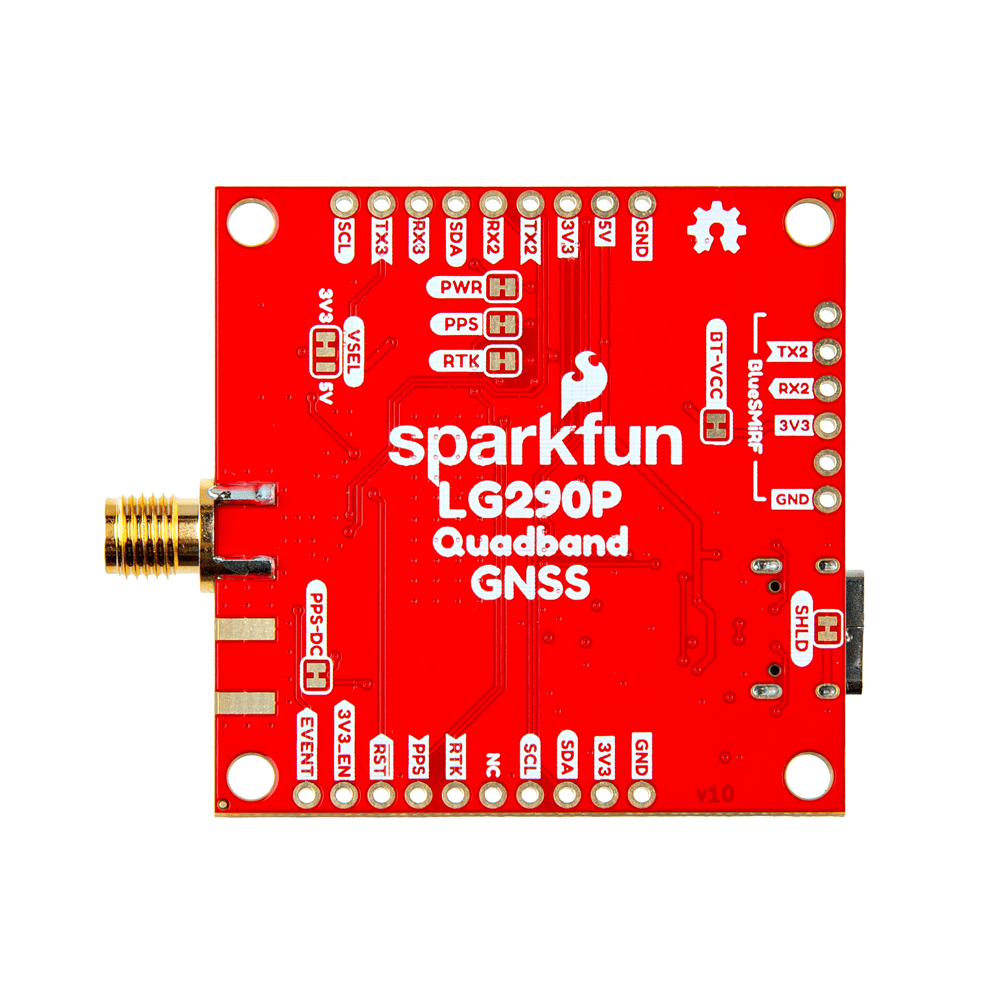 SCL
TX3
RX3
SDA
RX2
TX2
3V3
5V
GND
PWR
PPS
RTK
3V3
VSEL
5V
BT-VCC
BlueSMiRF
TX2
RX2
3V3
GND
sparkfun
LG290P
Quadband
GNSS
PPS-DC
SHLD
EVENT
3V3_EN
RST
PPS
RTK
NC
SCL
SDA
3V3
GND
v10